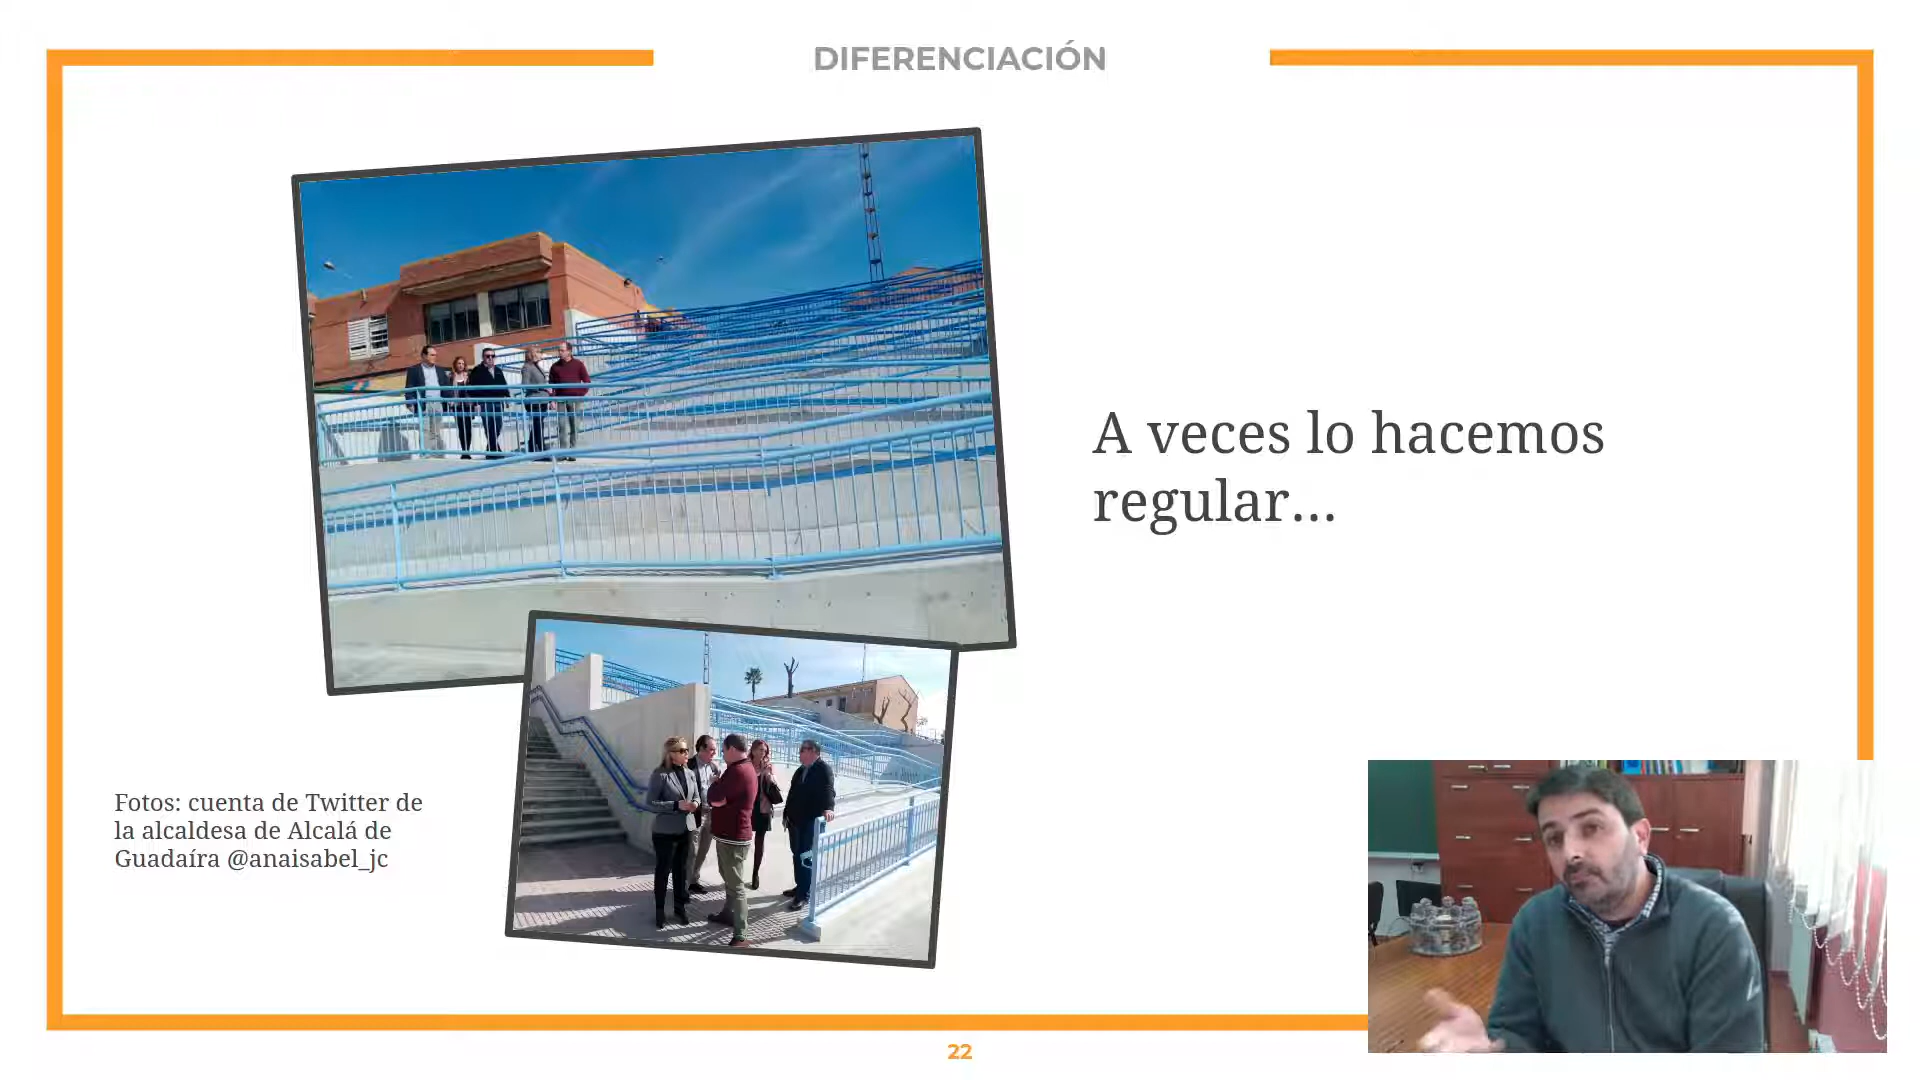 DIFERENCIACIÓN
A veces lo hacemos
regular...
Fotos: cuenta de Twitter de
la alcaldesa de Alcalá de
Guadaíra @anaisabel_jc
22